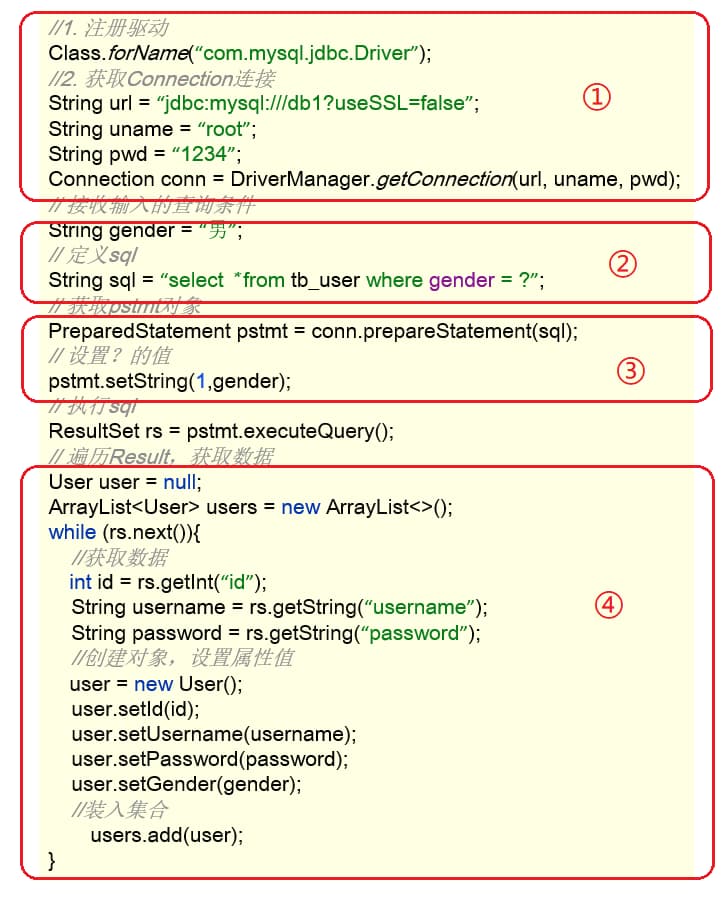 //1. 注册驱动
Class.forName(“com.mysql.jdbc.Driver”);
//2. 获取Connection连接
String url = “jdbc:mysql:///db1?useSSL=false”;
①
String uname = “root”;
String pwd = “1234”;
Connection conn = DriverManager.getConnection(url, uname, pwd);
// 接收输入的查询条件
String gender = “男”;
// 定义sql
②
String sql = “select *from tb_user where gender = ?”;
// 获取pstmt对象
PreparedStatement pstmt = conn.prepareStatement(sql);
// 设置？的值
③
pstmt.setString(1,gender);
// 执行sql
ResultSet rs = pstmt.executeQuery();
// 遍历Result，获取数据
User user = null;
ArrayList<User> users = new ArrayList<>();
while (rs.next()){
//获取数据
int id = rs.getInt(“id”);
String username = rs.getString(“username”);
④
String password = rs.getString(“password”);
//创建对象，设置属性值
user = new User();
user.setId(id);
user.setUsername(username);
user.setPassword(password);
user.setGender(gender);
//装入集合
users.add(user);
}